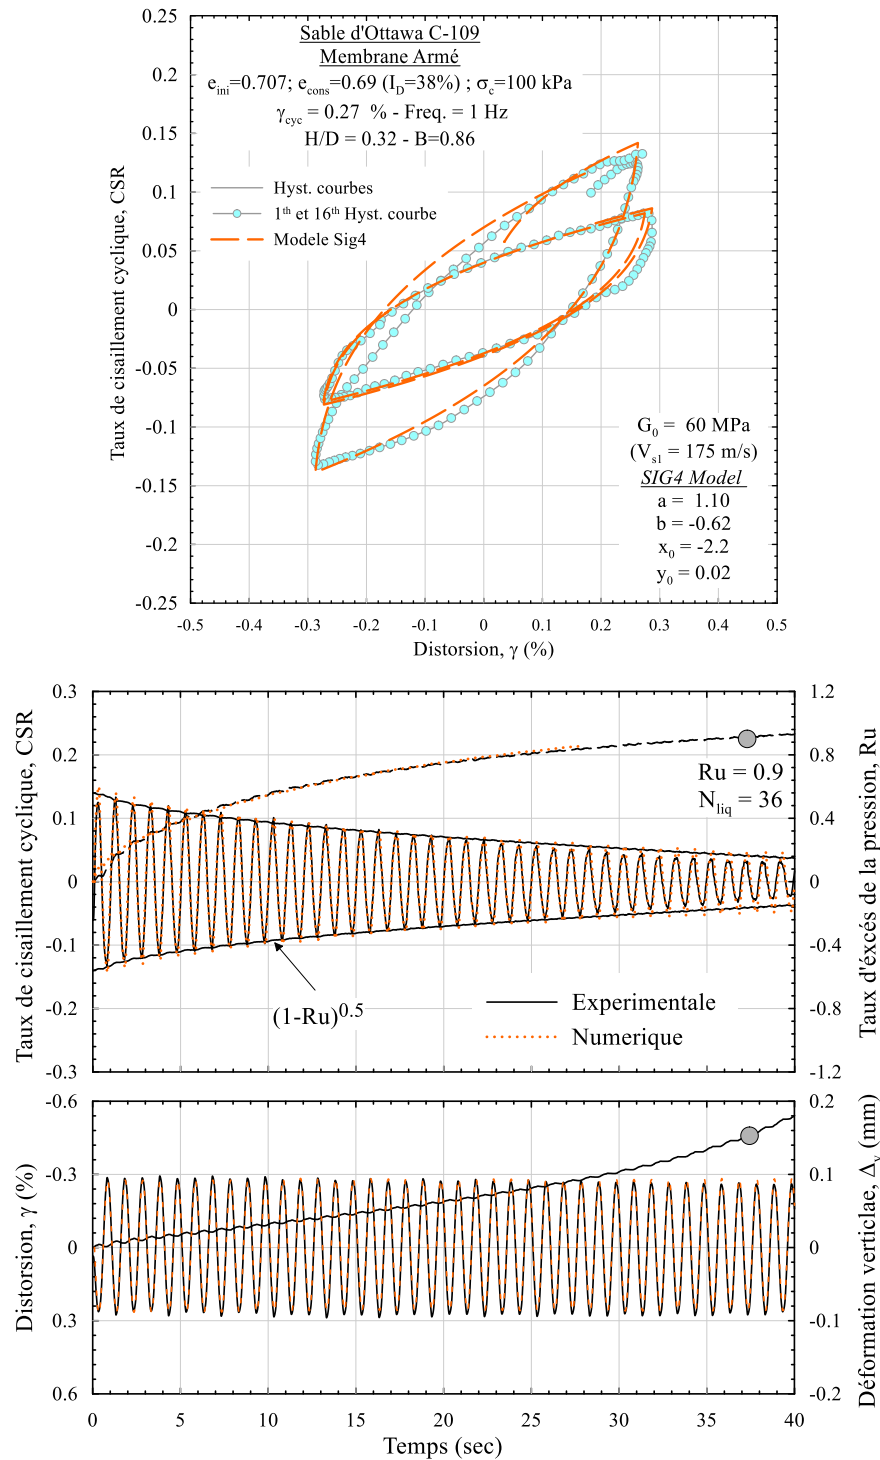 Sable d'Ottawa C-109
Membrane Armé
e_ini=0.707; e_cons=0.69 (I_D=38%) ; σ_c=100 kPa
γ_cyc = 0.27 % - Freq. = 1 Hz
H/D = 0.32 - B=0.86
Hyst. courbes
1th et 16th Hyst. courbe
Modele Sig4
G_0 = 60 MPa
(V_s1 = 175 m/s)
SIG4 Model
a = 1.10
b = -0.62
x_0 = -2.2
y_0 = 0.02
Taux de cisaillement cyclique, CSR
0.25
0.2
0.15
0.1
0.05
0
-0.05
-0.1
-0.15
-0.2
-0.25
-0.5 -0.4 -0.3 -0.2 -0.1 0 0.1 0.2 0.3 0.4 0.5
Distorsion, γ (%)
Taux de cisaillement cyclique, CSR
0.3
0.2
0.1
0
-0.1
-0.2
-0.3
1.2
0.8
0.4
0
-0.4
-0.8
-1.2
Taux d'éxcés de la pression, Ru
Ru = 0.9
N_liq = 36
(1-Ru)^0.5
Experimentale
Numerique
Distorsion, γ (%)
-0.6
-0.3
0
0.3
0.6
0.2
0.1
0
-0.1
-0.2
Déformation verticlae, Δ_v (mm)
0 5 10 15 20 25 30 35 40
Temps (sec)